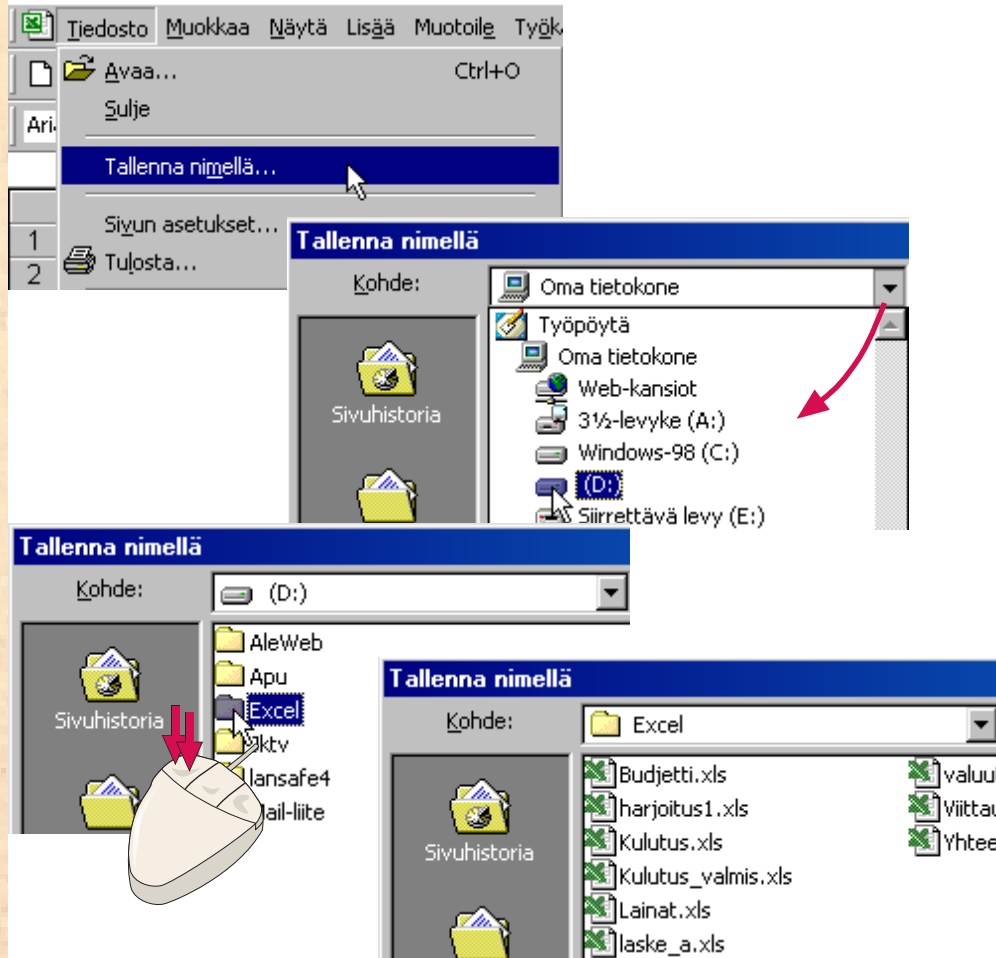 Tiedosto Muokkaa Näytä Lisää Muotoile
Avaa... Ctrl+O
Sulje
Tallenna nimellä...
Sivun asetukset...
Tulosta...
1
2
Tallenna nimellä
Kohde: Oma tietokone
Työpöytä
Oma tietokone
Web-kansiot
3½-levyke (A:)
Windows-98 (C:)
(D:)
Siirrettävä levy (E:)
Sivuhistoria
Tallenna nimellä
Kohde: (D:)
AleWeb
Apu
Excel
lansafe4
Sivuhistoria
Tallenna nimellä
Kohde: Excel
Budjetti.xls
harjoitus1.xls
Kulutus.xls
Kulutus_valmis.xls
Lainat.xls
laske_a.xls
Sivuhistoria